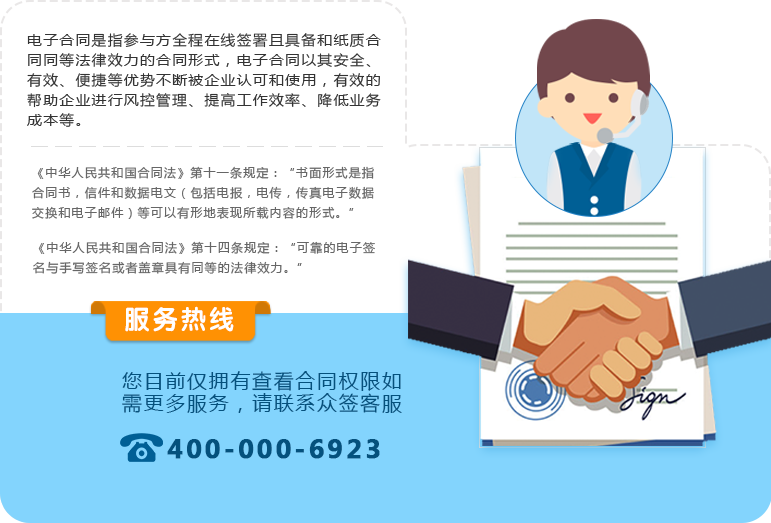 电子合同是指参与方全程在线签署且具备和纸质合
同同等法律效力的合同形式，电子合同以其安全、
有效、便捷等优势不断被企业认可和使用，有效的
帮助企业进行风控管理、提高工作效率、降低业务
成本等。
《中华人民共和国合同法》第十一条规定：“书面形式是指
合同书，信件和数据电文（包括电报，电传，传真电子数据
交换和电子邮件）等可以有形地表现所载内容的形式。”
《中华人民共和国合同法》第十四条规定：“可靠的电子签
名与手写签名或者盖章具有同等的法律效力。”
服务热线
您目前仅拥有查看合同权限如
需更多服务，请联系众签客服
400-000-6923
Sign